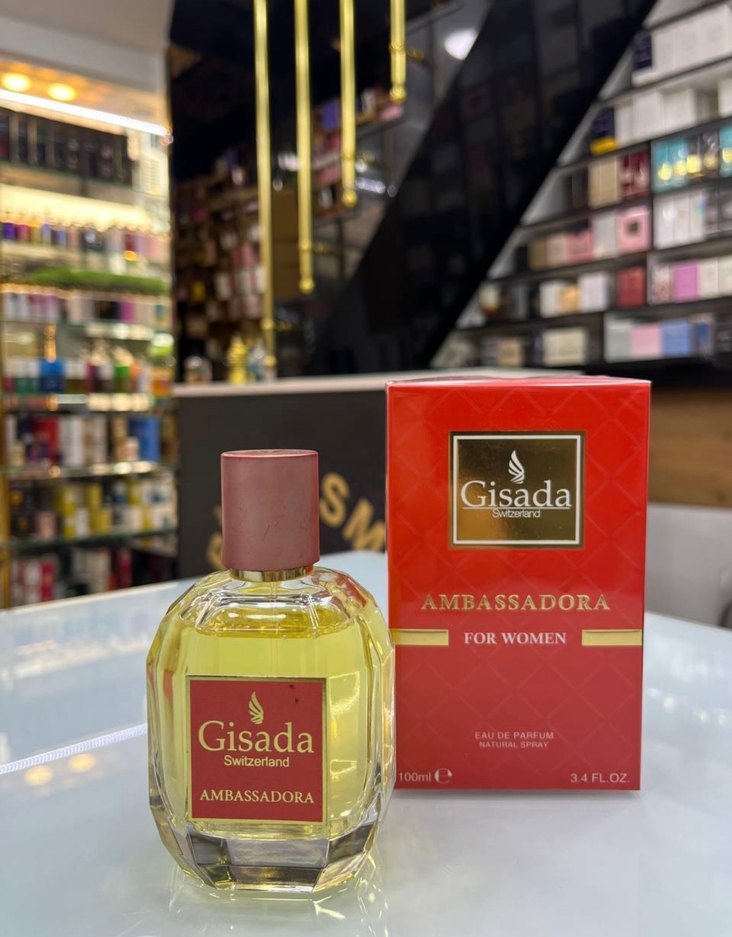 Gisada
Switzerland
AMBASSADORA
FOR WOMEN
EAU DE PARFUM
NATURAL SPRAY
100ml ℮
3.4 FL.OZ.
Gisada
Switzerland
AMBASSADORA